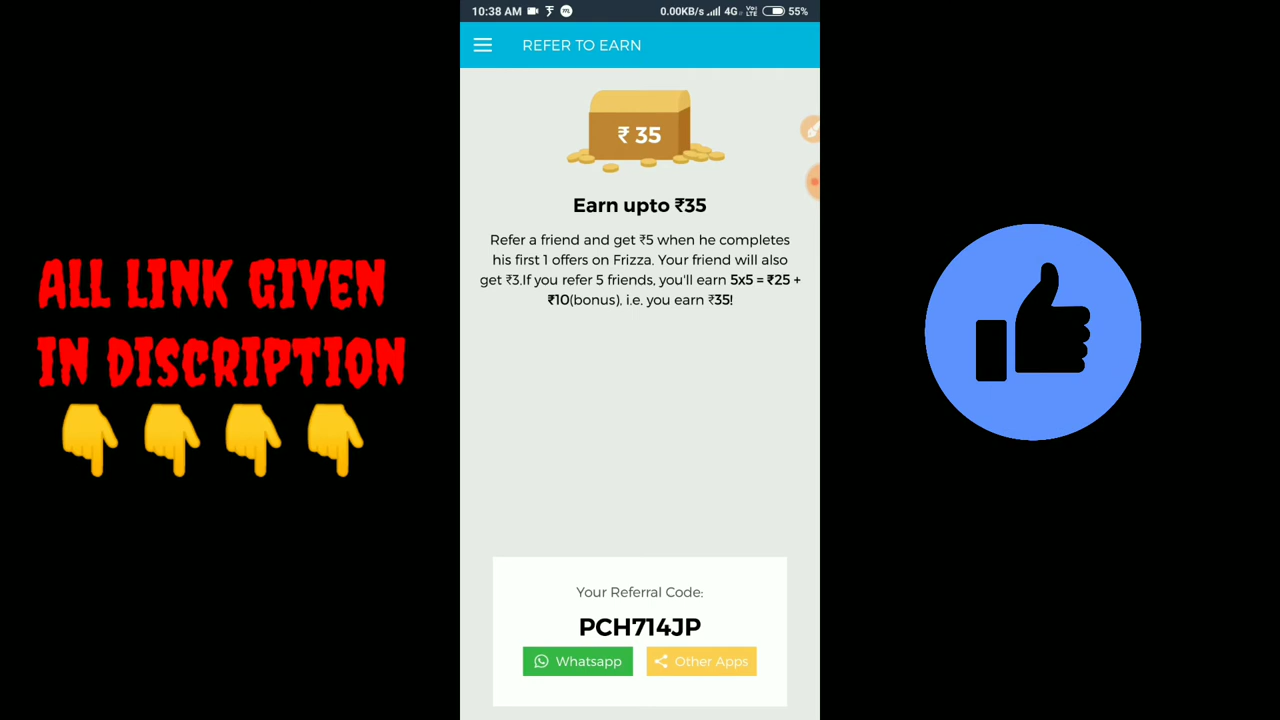 10:38 AM
0.00KB/s 4G VoLTE 55%
REFER TO EARN
₹ 35
Earn upto ₹35
Refer a friend and get ₹5 when he completes
his first 1 offers on Frizza. Your friend will also
get ₹3.If you refer 5 friends, you'll earn 5x5 = ₹25 +
₹10(bonus), i.e. you earn ₹35!
ALL LINK GIVEN
IN DISCRIPTION
Your Referral Code:
PCH714JP
Whatsapp
Other Apps